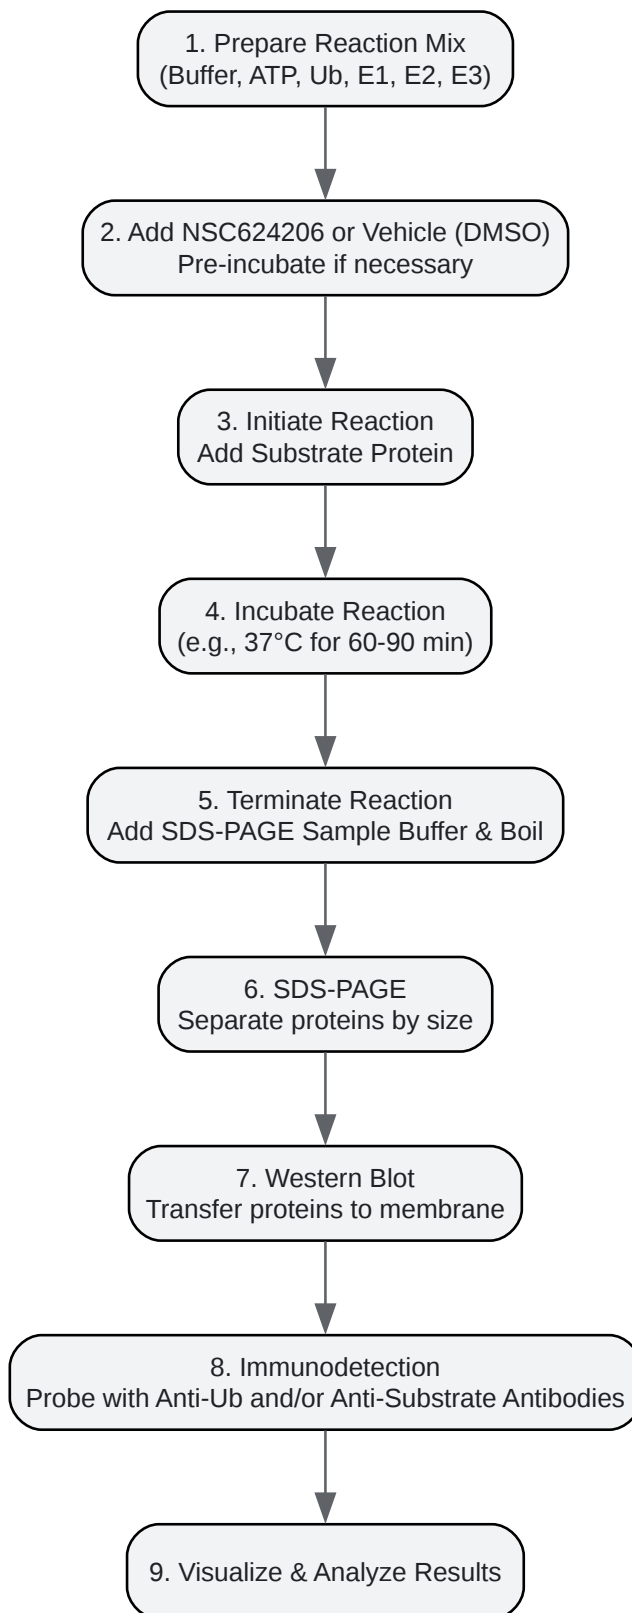 1. Prepare Reaction Mix
(Buffer, ATP, Ub, E1, E2, E3)
2. Add NSC624206 or Vehicle (DMSO)
Pre-incubate if necessary
3. Initiate Reaction
Add Substrate Protein
4. Incubate Reaction
(e.g., 37°C for 60-90 min)
5. Terminate Reaction
Add SDS-PAGE Sample Buffer & Boil
6. SDS-PAGE
Separate proteins by size
7. Western Blot
Transfer proteins to membrane
8. Immunodetection
Probe with Anti-Ub and/or Anti-Substrate Antibodies
9. Visualize & Analyze Results